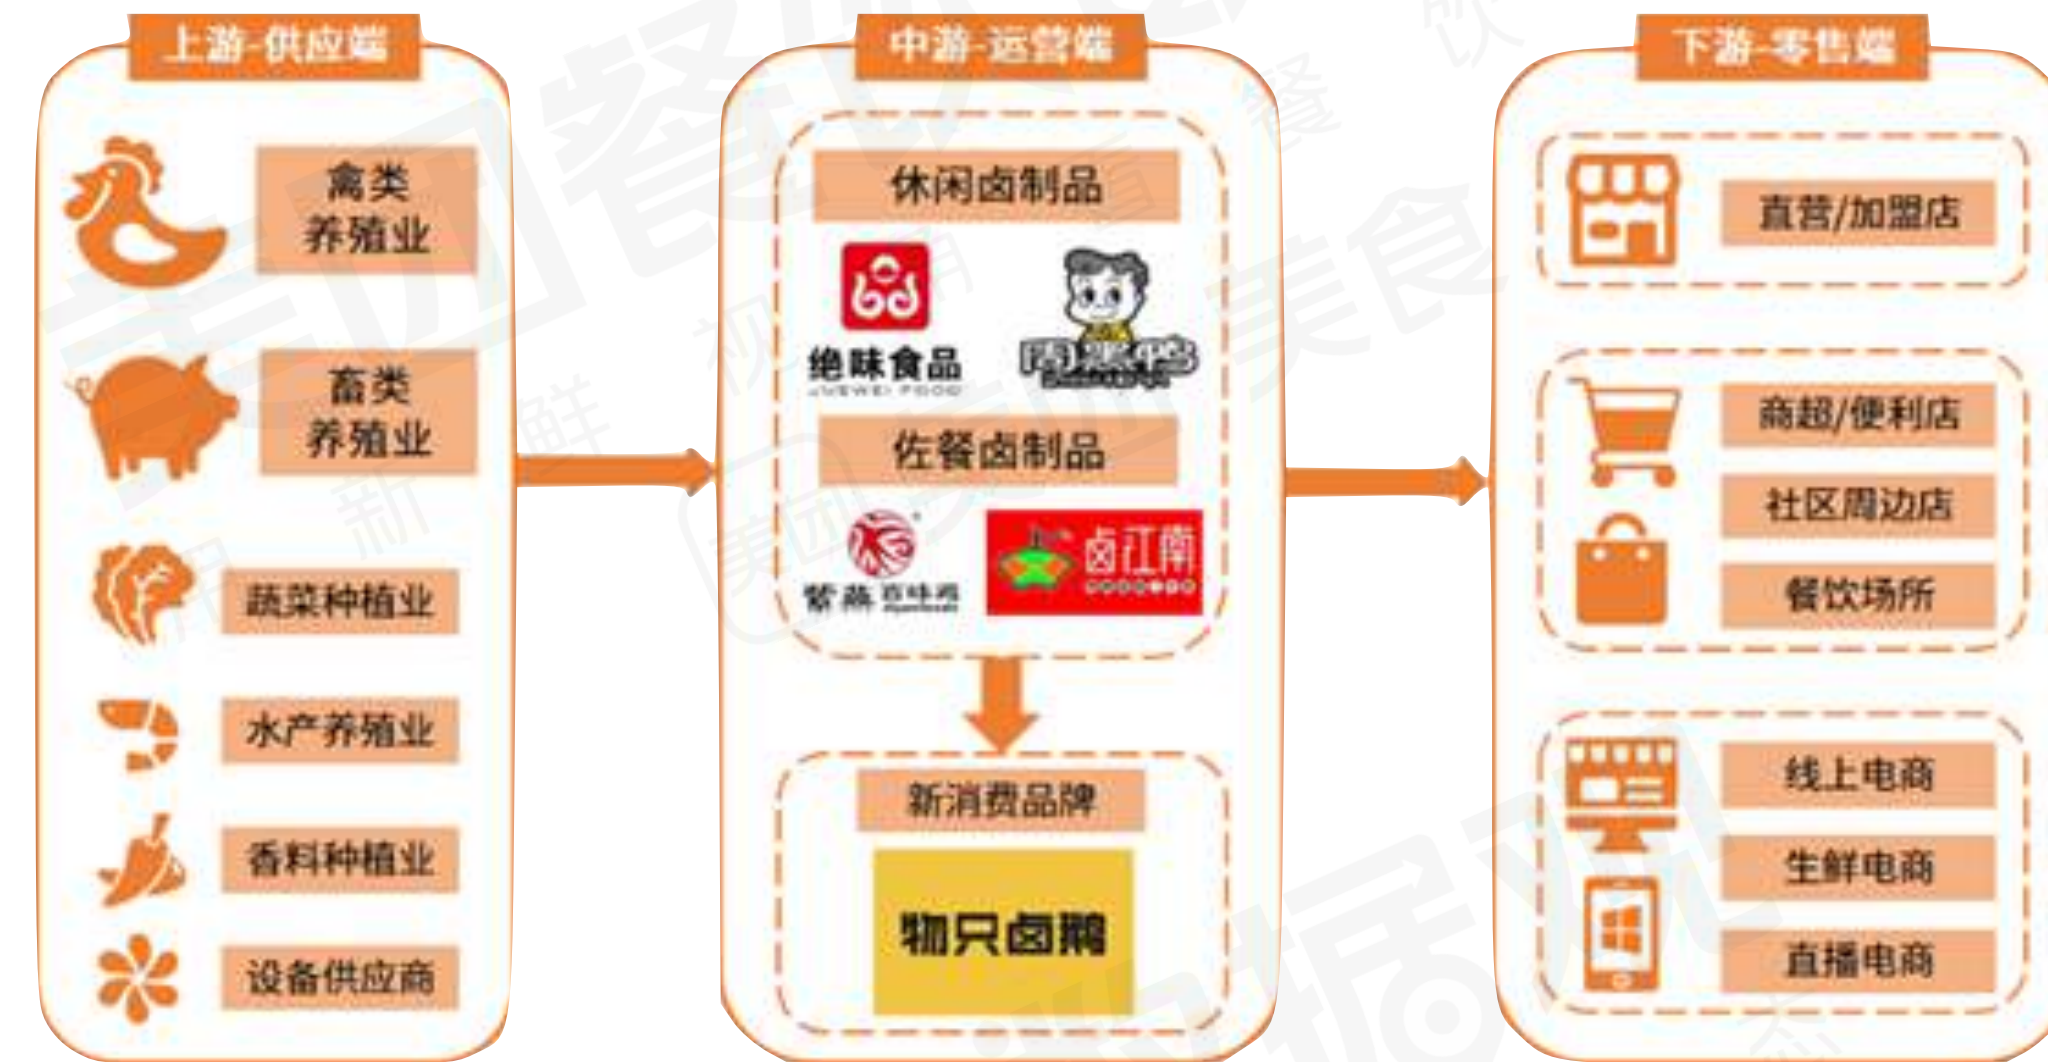 上游-供应端
禽类
养殖业
畜类
养殖业
蔬菜种植业
水产养殖业
香料种植业
设备供应商
中游-运营端
休闲卤制品
绝味食品
JUEWEI FOOD
周黑鸭
佐餐卤制品
紫燕 百味鸡
卤江南
新消费品牌
物只卤鹅
下游-零售端
直营/加盟店
商超/便利店
社区周边店
餐饮场所
线上电商
生鲜电商
直播电商